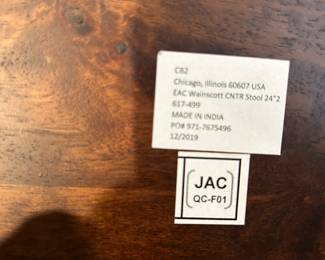 CB2
Chicago, Illinois 60607 USA
EAC Wainscott CNTR Stool 24"2
617-499
MADE IN INDIA
PO# 971-7675496
12/2019
JAC
QC-F01